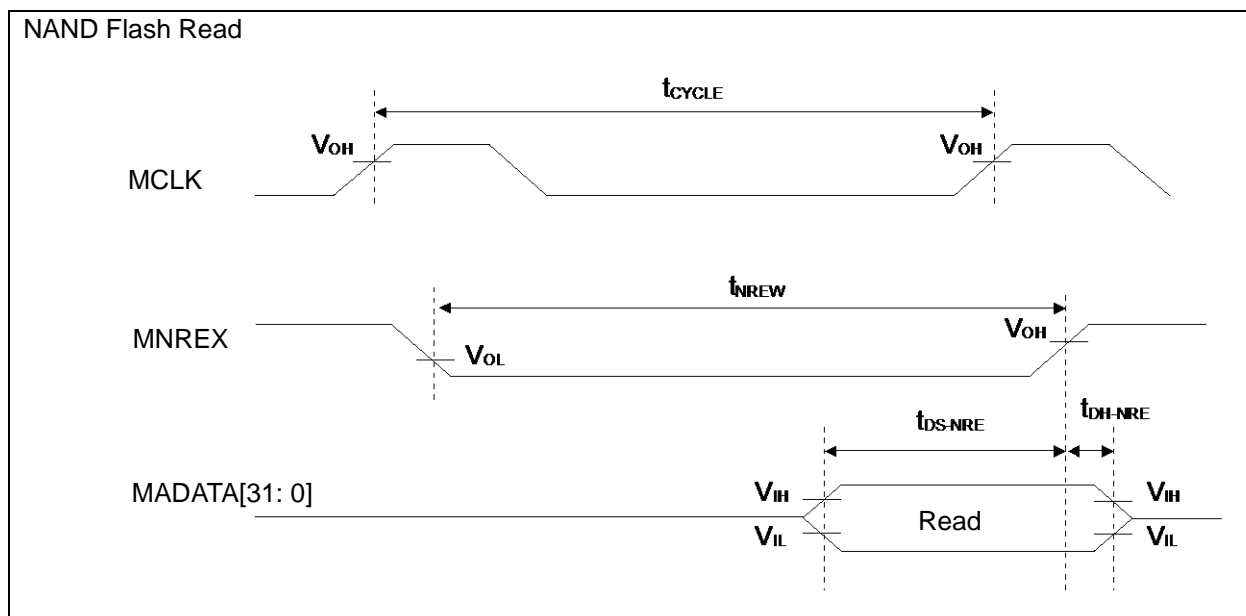 NAND Flash Read
tCYCLE
VOH
VOH
MCLK
tNREW
MNREX
VOH
VOL
tDS-NRE
tDH-NRE
MADATA[31: 0]
VIH
VIH
Read
VIL
VIL